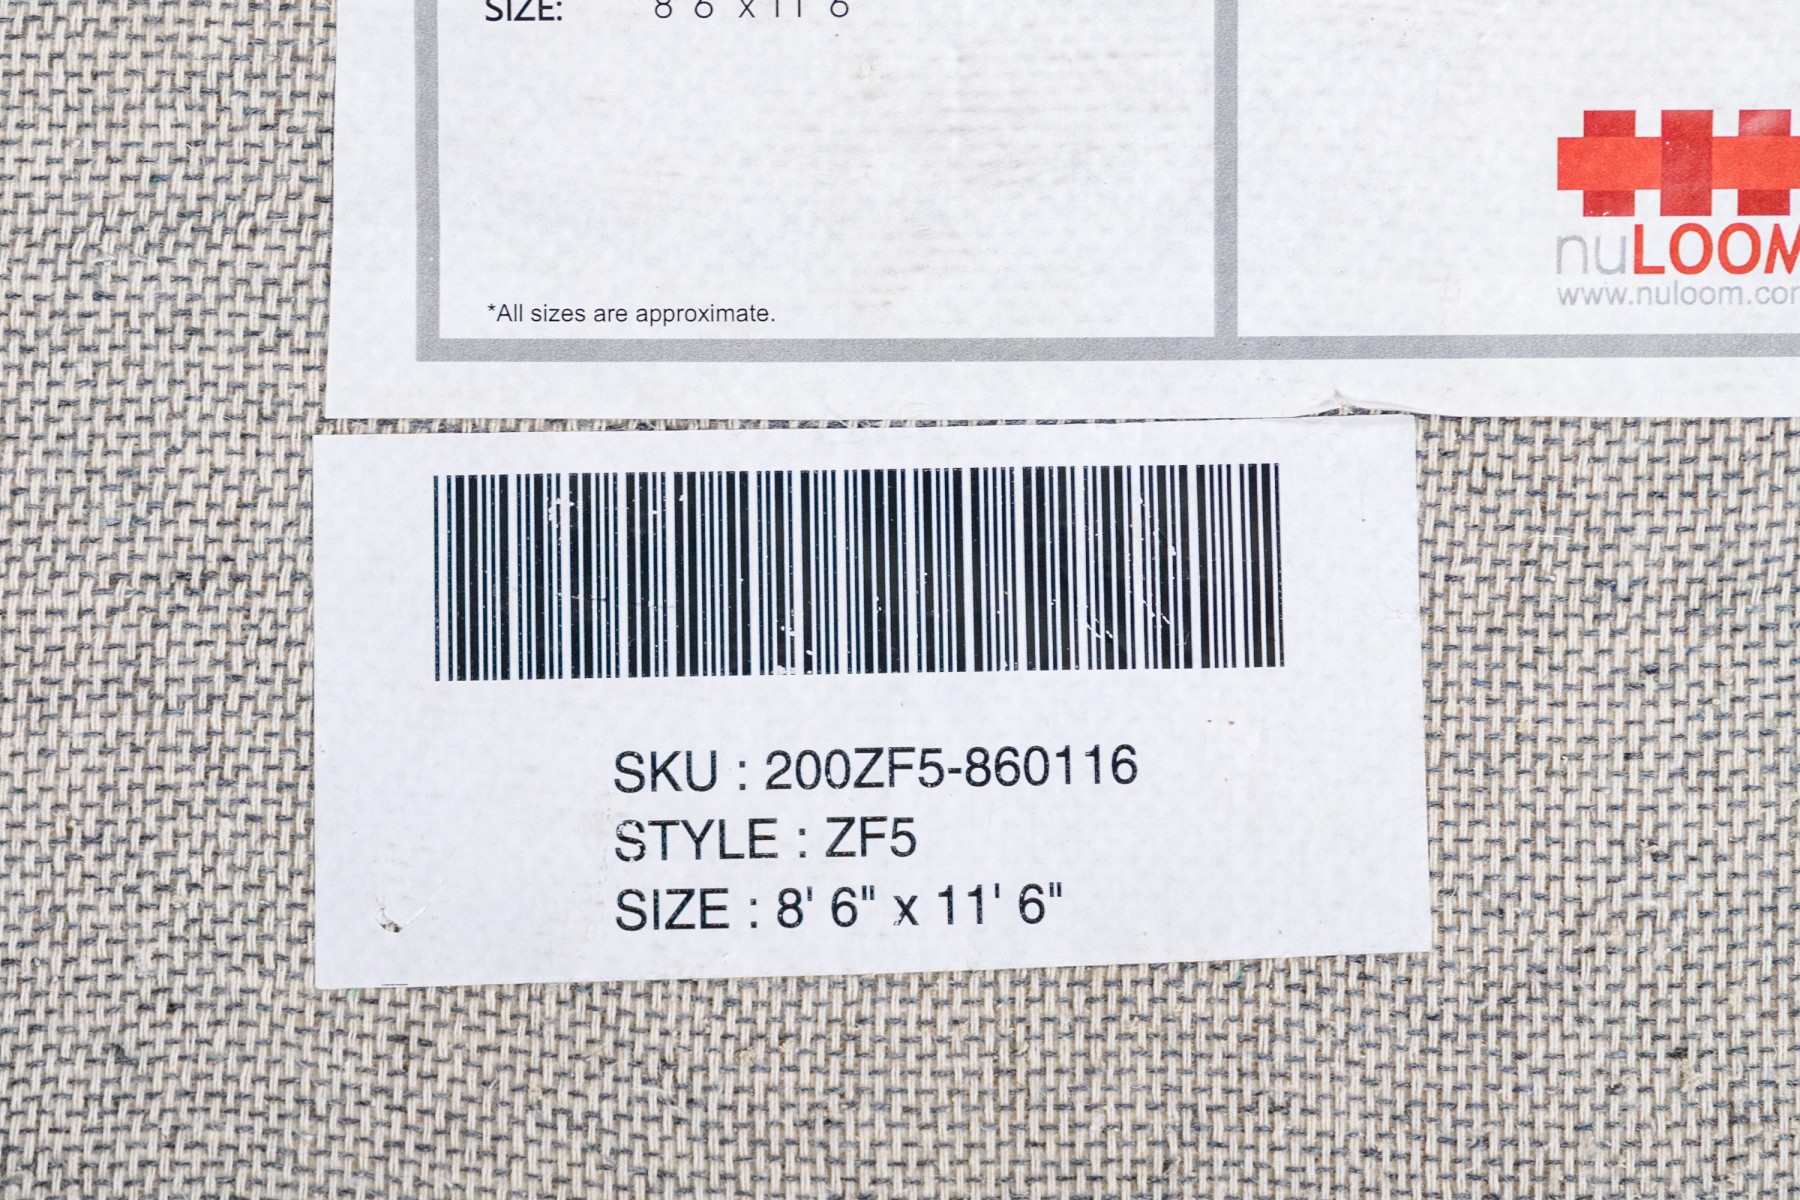 SIZE: 8' 6" x 11' 6"
*All sizes are approximate.
nuLOOM
www.nuloom.com
SKU : 200ZF5-860116
STYLE : ZF5
SIZE : 8' 6" x 11' 6"